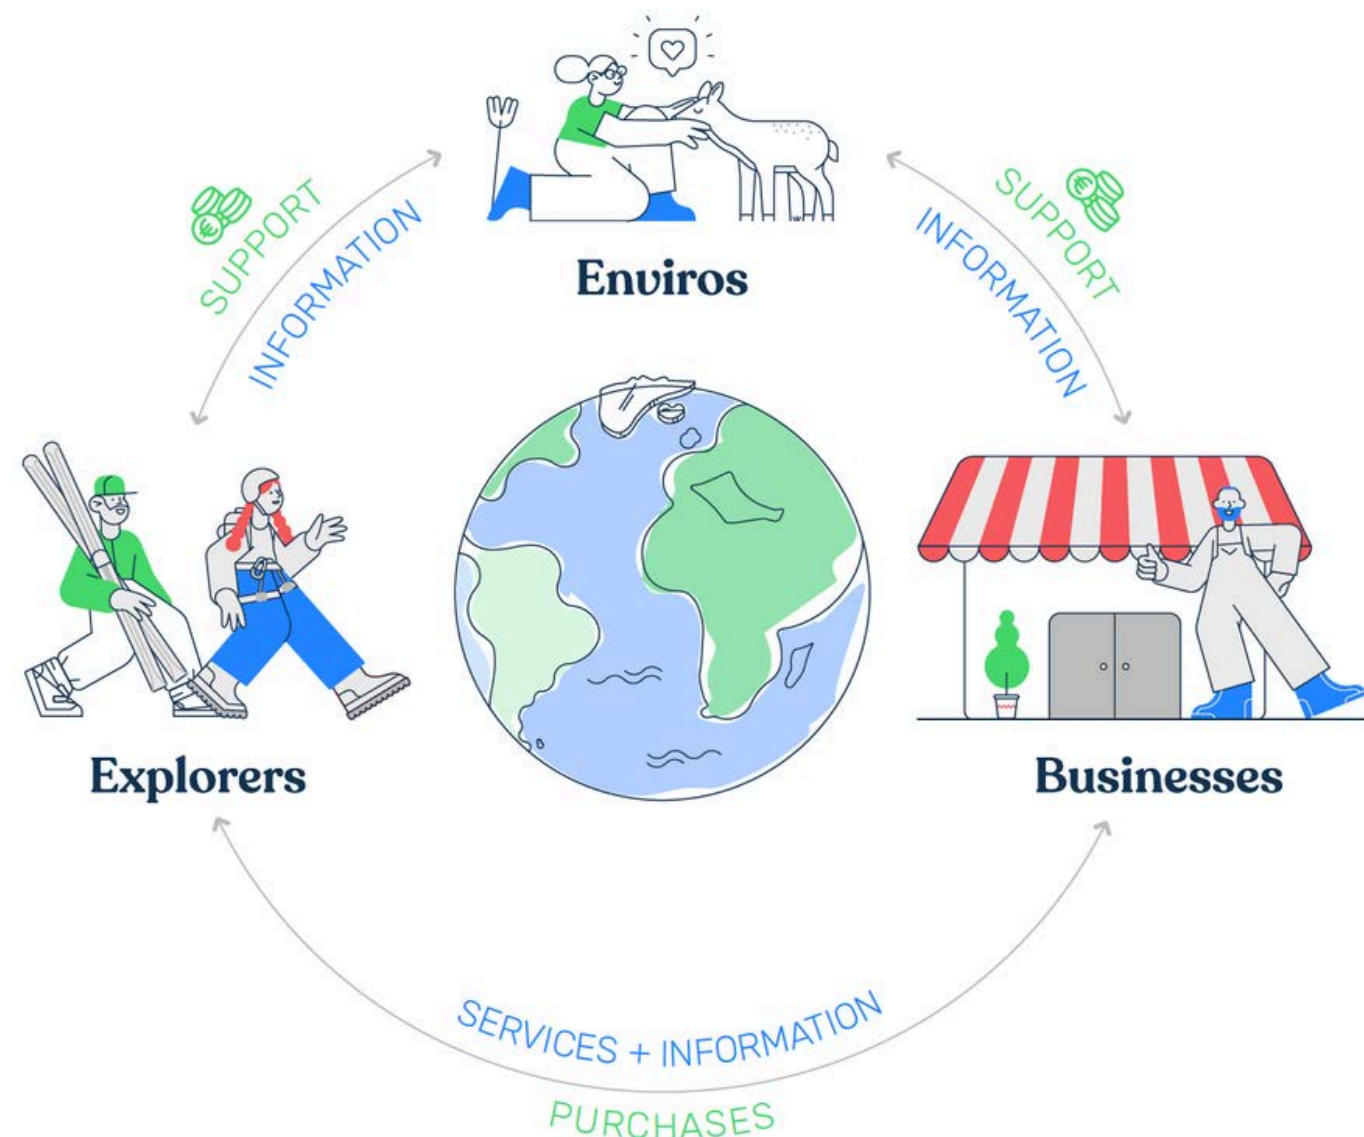 SUPPORT
INFORMATION
SUPPORT
INFORMATION
Enviros
Explorers
Businesses
SERVICES + INFORMATION
PURCHASES